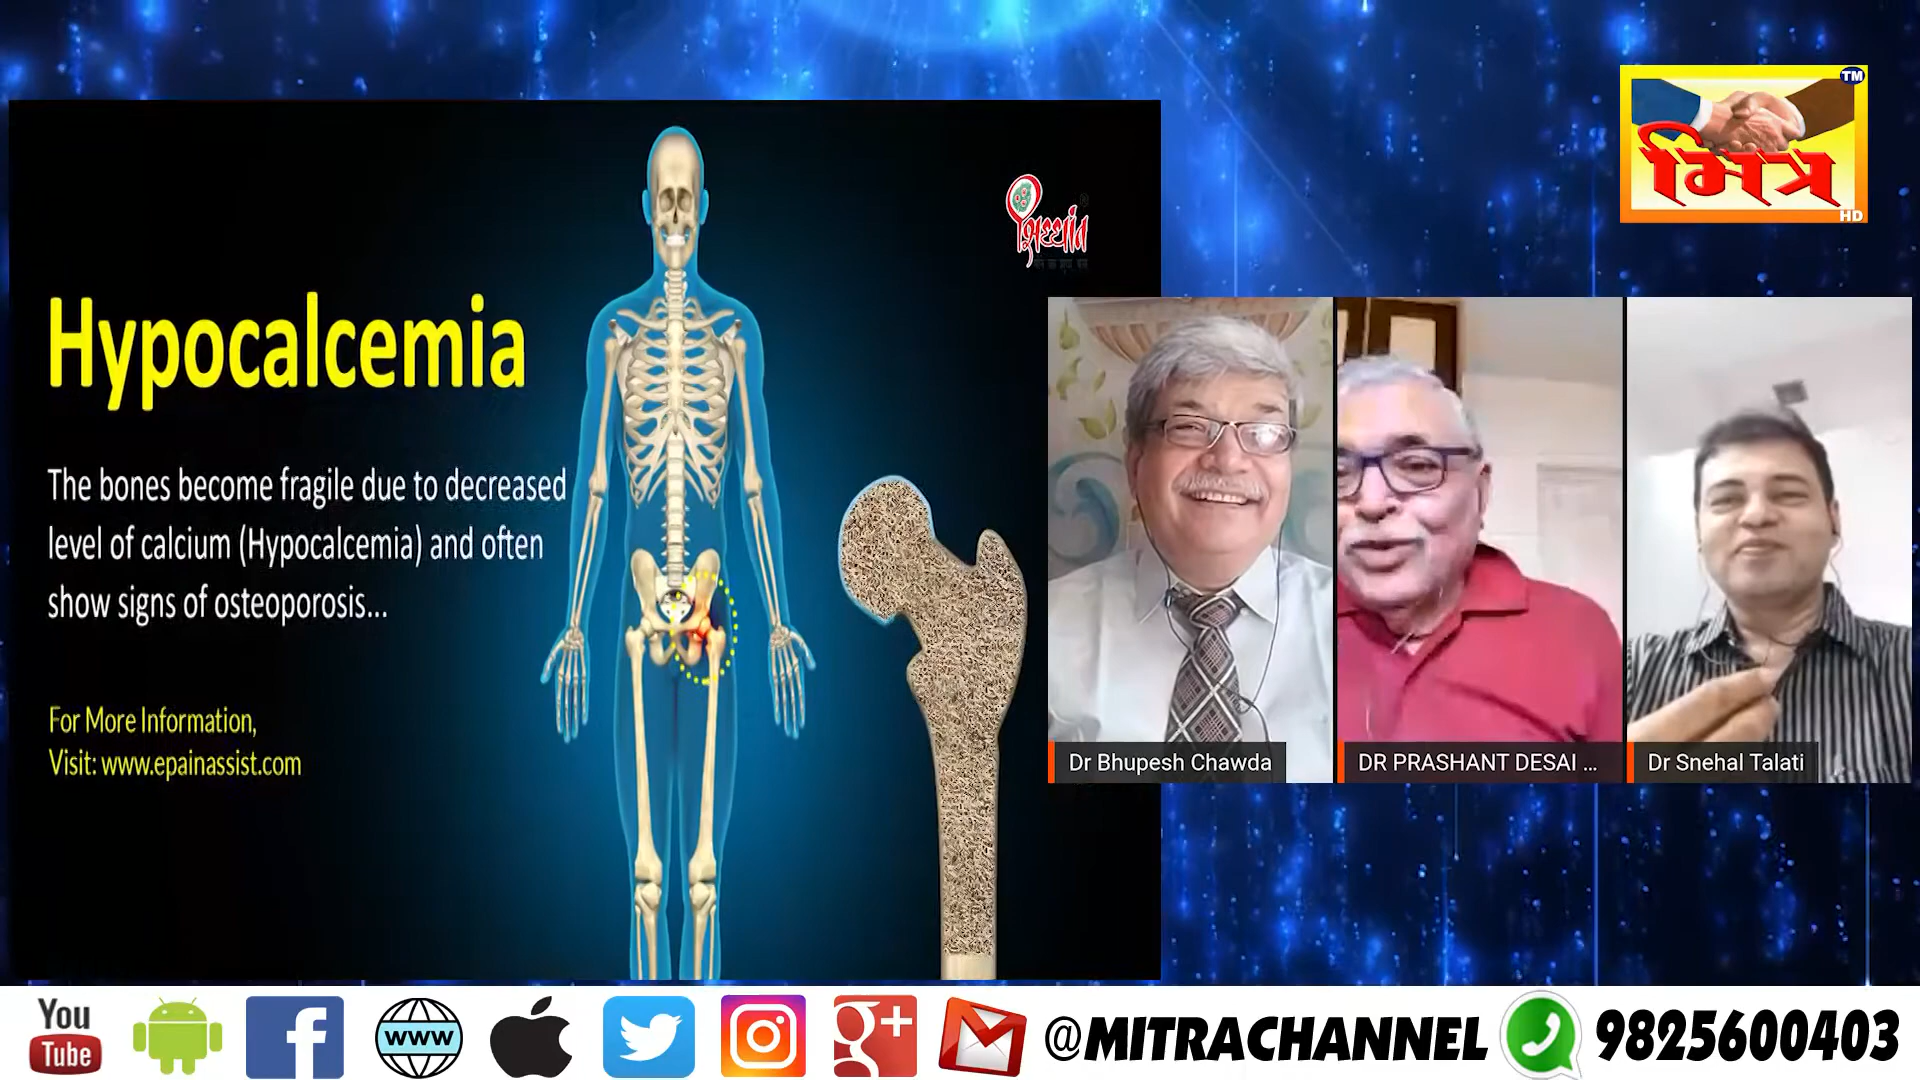 TM
मित्र
HD
Hypocalcemia
The bones become fragile due to decreased
level of calcium (Hypocalcemia) and often
show signs of osteoporosis...
For More Information,
Visit: www.epainassist.com
Dr Bhupesh Chawda
DR PRASHANT DESAI ...
Dr Snehal Talati
You
Tube
f
www
g+
@MITRACHANNEL
9825600403